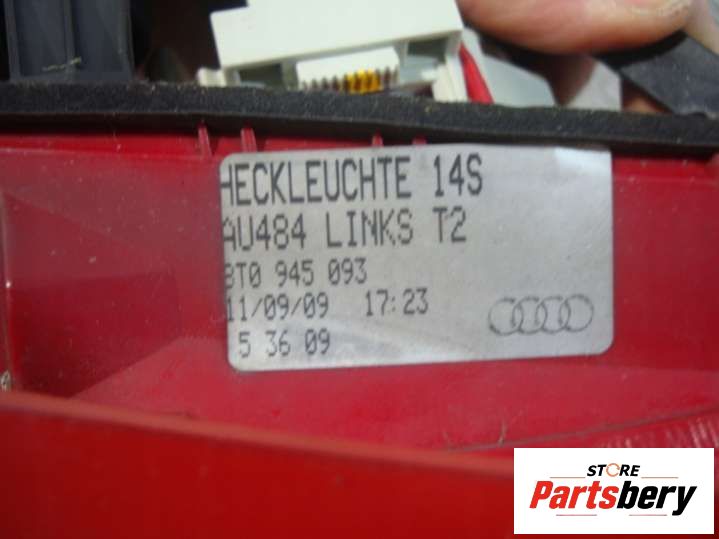 HECKLEUCHTE 14S
AU484 LINKS T2
8T0 945 093
11/09/09 17:23
5 36 09
STORE
Partsbery